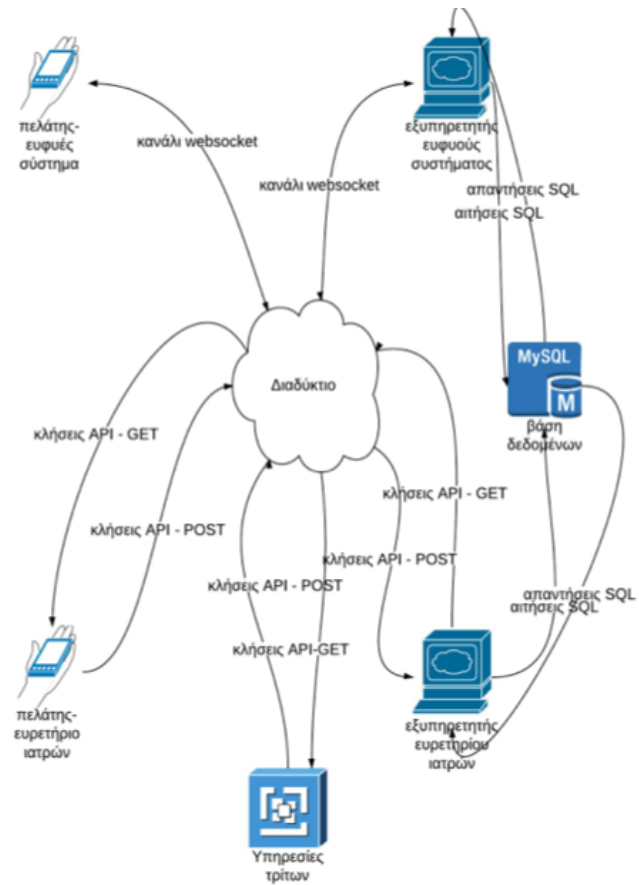 πελάτης-
ευφυές
σύστημα
κανάλι websocket
εξυπηρετητής
ευφυούς
συστήματος
κανάλι websocket
απαντήσεις SQL
αιτήσεις SQL
MySQL
M
βάση
δεδομένων
Διαδύκτιο
κλήσεις API - GET
κλήσεις API - POST
κλήσεις API - GET
κλήσεις API - POST
κλήσεις API - POST
κλήσεις API-GET
απαντήσεις SQL
αιτήσεις SQL
πελάτης-
ευρετήριο
ιατρών
εξυπηρετητής
ευρετηρίου
ιατρών
Υπηρεσίες
τρίτων